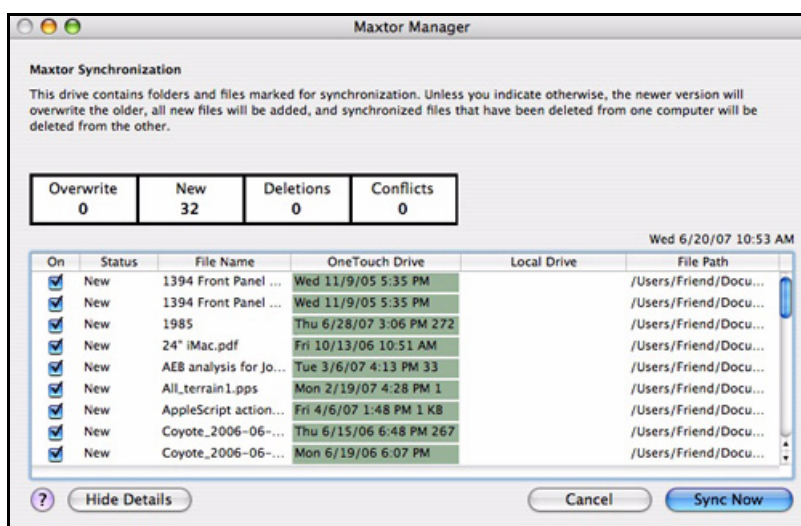 Maxtor Manager
Maxtor Synchronization
This drive contains folders and files marked for synchronization. Unless you indicate otherwise, the newer version will
overwrite the older, all new files will be added, and synchronized files that have been deleted from one computer will be
deleted from the other.
Overwrite New Deletions Conflicts
0 32 0 0
Wed 6/20/07 10:53 AM
On Status File Name OneTouch Drive Local Drive File Path
New 1394 Front Panel ... Wed 11/9/05 5:35 PM /Users/Friend/Docu...
New 1394 Front Panel ... Wed 11/9/05 5:35 PM /Users/Friend/Docu...
New 1985 Thu 6/28/07 3:06 PM 272 /Users/Friend/Docu...
New 24" iMac.pdf Fri 10/13/06 10:51 AM /Users/Friend/Docu...
New AEB analysis for Jo... Tue 3/6/07 4:13 PM 33 /Users/Friend/Docu...
New All_terrain1.pps Mon 2/19/07 4:28 PM 1 /Users/Friend/Docu...
New AppleScript action... Fri 4/6/07 1:48 PM 1 KB /Users/Friend/Docu...
New Coyote_2006-06-... Thu 6/15/06 6:48 PM 267 /Users/Friend/Docu...
New Coyote_2006-06-... Mon 6/19/06 6:07 PM /Users/Friend/Docu...
? Hide Details Cancel Sync Now